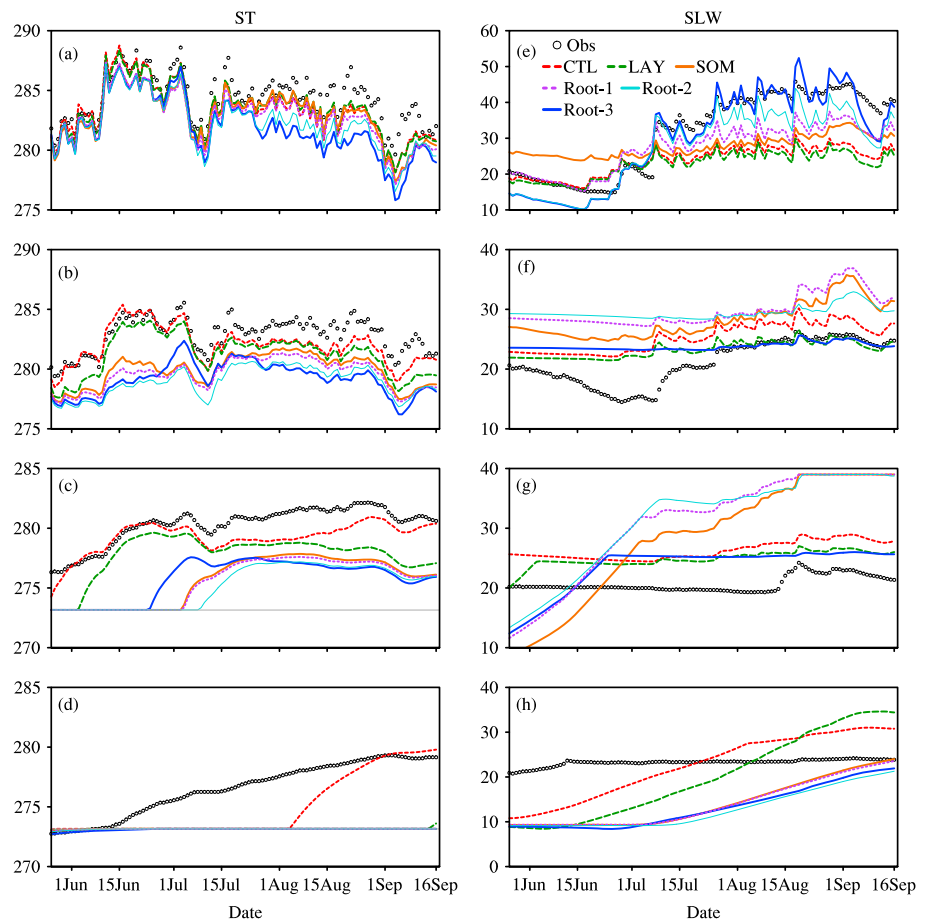 ST
SLW
290
285
280
275
(a)
60
50
40
30
20
10
(e)
Obs
CTL
LAY
SOM
Root-1
Root-2
Root-3
290
285
280
275
(b)
40
30
20
10
(f)
285
280
275
270
(c)
40
30
20
10
(g)
285
280
275
270
(d)
40
30
20
10
0
(h)
1Jun 15Jun 1Jul 15Jul 1Aug 15Aug 1Sep 16Sep
1Jun 15Jun 1Jul 15Jul 1Aug 15Aug 1Sep 16Sep
Date
Date